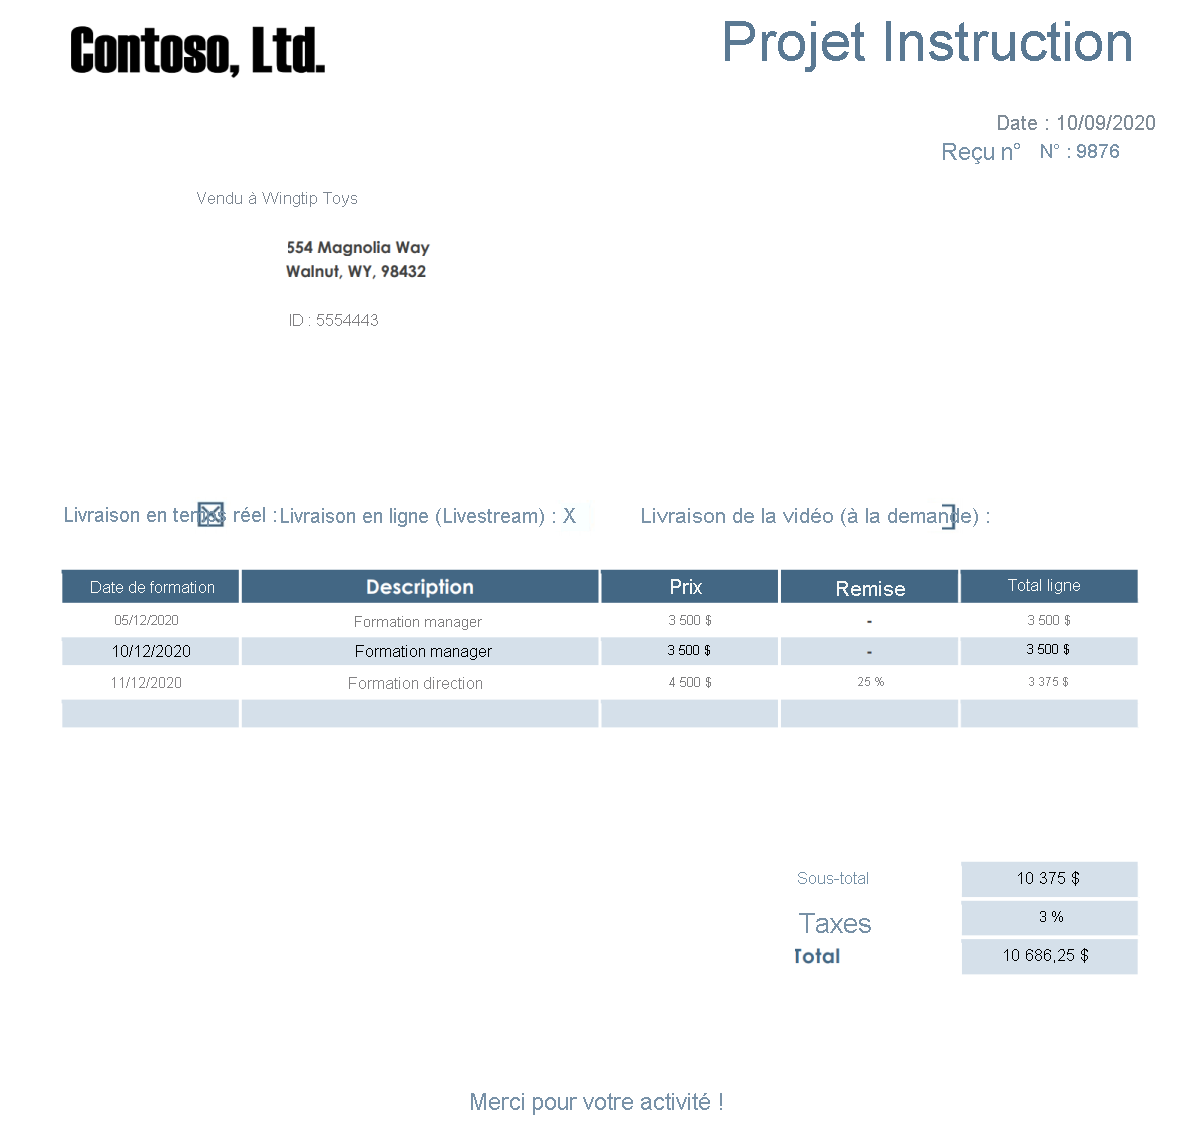 Contoso, Ltd.
Projet Instruction
Date : 10/09/2020
Reçu n° N° : 9876
Vendu à Wingtip Toys
554 Magnolia Way
Walnut, WY, 98432
ID : 5554443
Livraison en temps réel : Livraison en ligne (Livestream) : X Livraison de la vidéo (à la demande) :
Date de formation Description Prix Remise Total ligne
05/12/2020 Formation manager 3 500 $ - 3 500 $
10/12/2020 Formation manager 3 500 $ - 3 500 $
11/12/2020 Formation direction 4 500 $ 25 % 3 375 $
Sous-total 10 375 $
Taxes 3 %
Total 10 686,25 $
Merci pour votre activité !